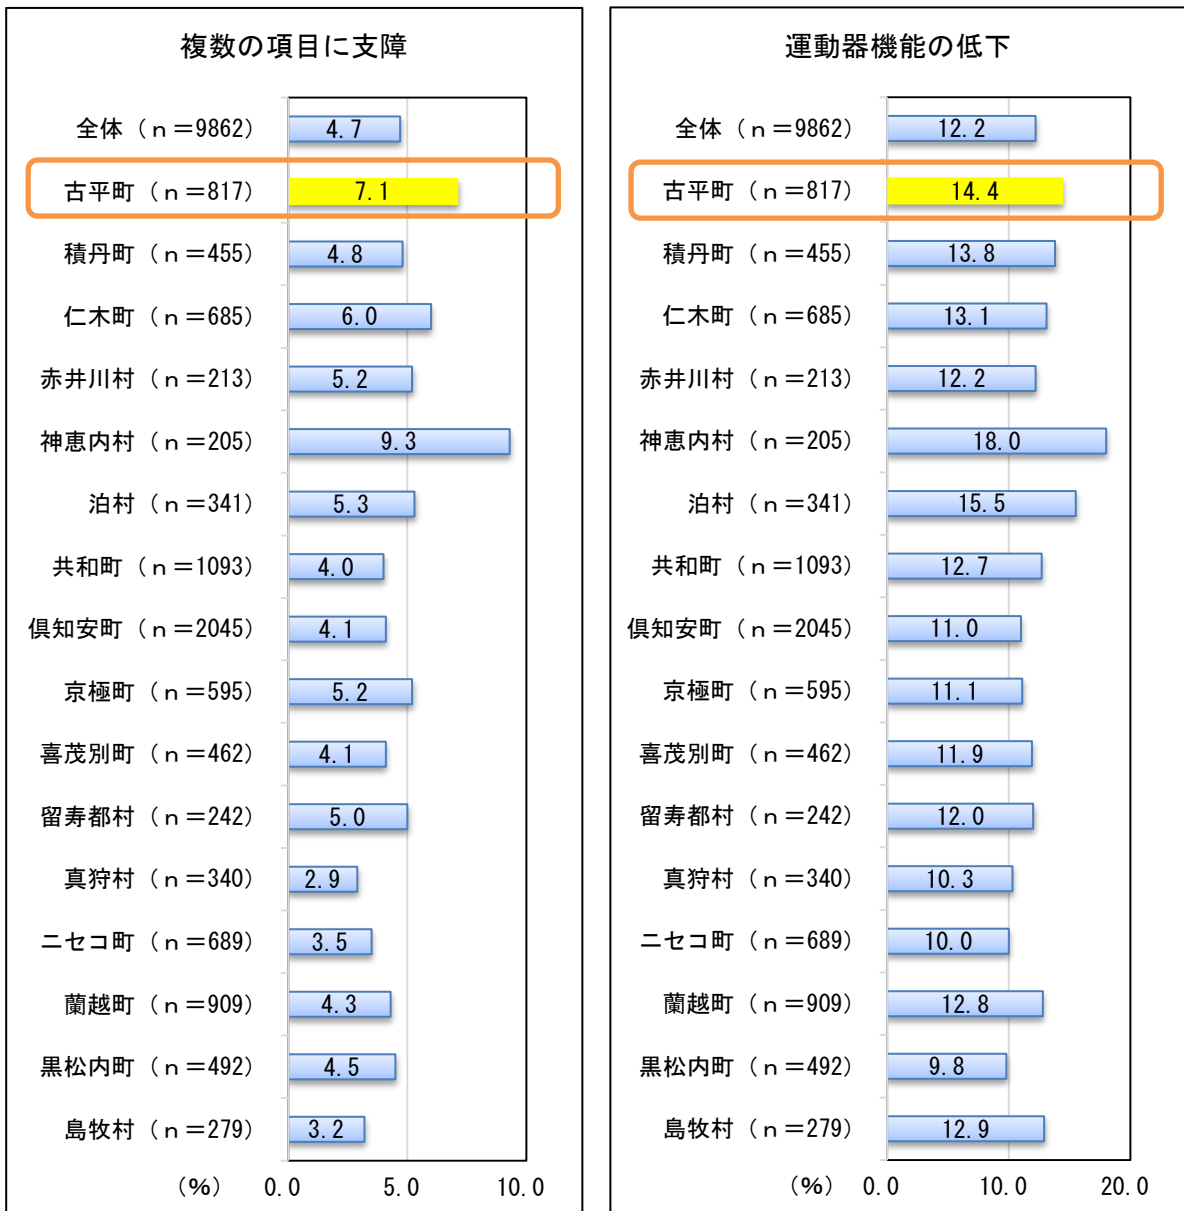 複数の項目に支障
全体（ｎ＝9862） 4.7
古平町（ｎ＝817） 7.1
積丹町（ｎ＝455） 4.8
仁木町（ｎ＝685） 6.0
赤井川村（ｎ＝213） 5.2
神恵内村（ｎ＝205） 9.3
泊村（ｎ＝341） 5.3
共和町（ｎ＝1093） 4.0
倶知安町（ｎ＝2045） 4.1
京極町（ｎ＝595） 5.2
喜茂別町（ｎ＝462） 4.1
留寿都村（ｎ＝242） 5.0
真狩村（ｎ＝340） 2.9
ニセコ町（ｎ＝689） 3.5
蘭越町（ｎ＝909） 4.3
黒松内町（ｎ＝492） 4.5
島牧村（ｎ＝279） 3.2
（％） 0.0 5.0 10.0
運動器機能の低下
全体（ｎ＝9862） 12.2
古平町（ｎ＝817） 14.4
積丹町（ｎ＝455） 13.8
仁木町（ｎ＝685） 13.1
赤井川村（ｎ＝213） 12.2
神恵内村（ｎ＝205） 18.0
泊村（ｎ＝341） 15.5
共和町（ｎ＝1093） 12.7
倶知安町（ｎ＝2045） 11.0
京極町（ｎ＝595） 11.1
喜茂別町（ｎ＝462） 11.9
留寿都村（ｎ＝242） 12.0
真狩村（ｎ＝340） 10.3
ニセコ町（ｎ＝689） 10.0
蘭越町（ｎ＝909） 12.8
黒松内町（ｎ＝492） 9.8
島牧村（ｎ＝279） 12.9
（％） 0.0 10.0 20.0